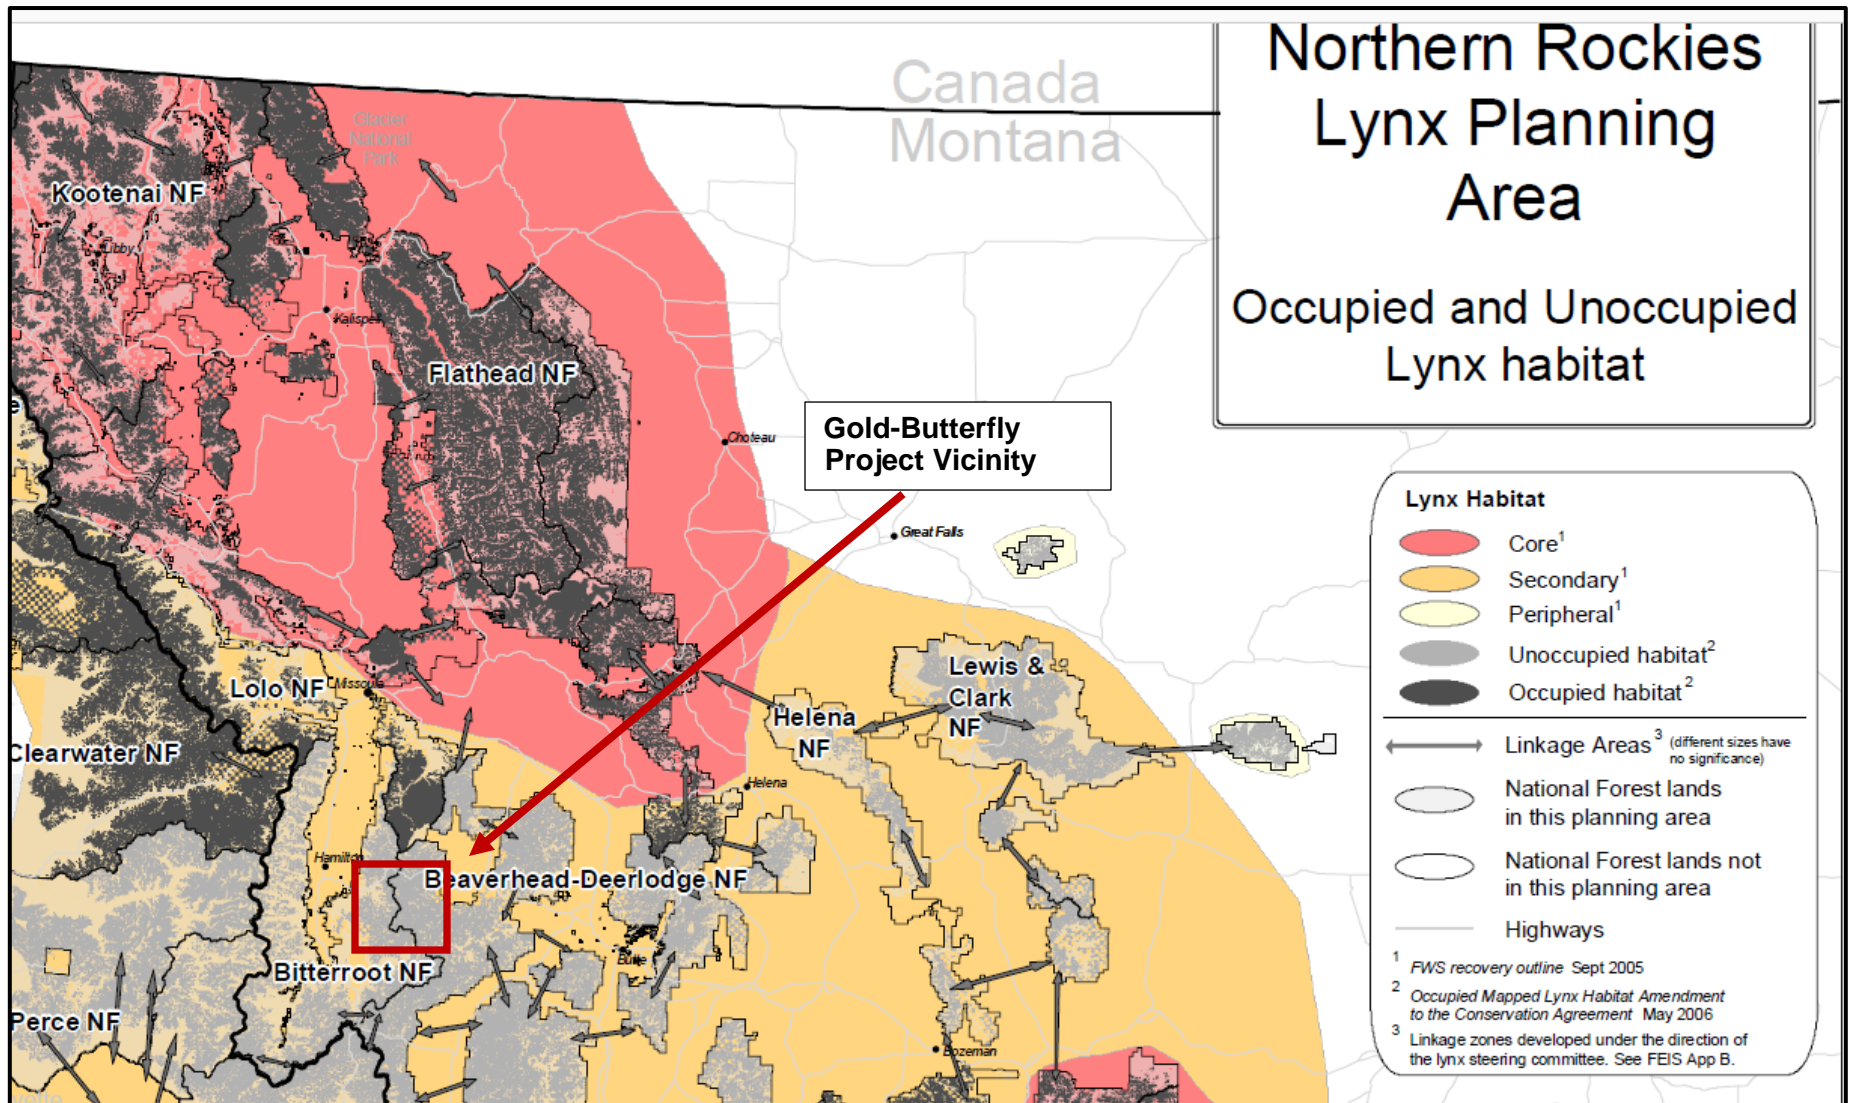 Northern Rockies
Lynx Planning
Area
Occupied and Unoccupied
Lynx habitat
Canada
Montana
Glacier
National
Park
Kootenai NF
Libby
Kalispell
Flathead NF
Choteau
Gold-Butterfly
Project Vicinity
Great Falls
Lewis &
Clark
NF
Helena
NF
Lolo NF
Missoula
Clearwater NF
Helena
Hamilton
Beaverhead-Deerlodge NF
Butte
Bitterroot NF
Perce NF
Bozeman
Lynx Habitat
Core1
Secondary1
Peripheral1
Unoccupied habitat2
Occupied habitat2
Linkage Areas3 (different sizes have
no significance)
National Forest lands
in this planning area
National Forest lands not
in this planning area
Highways
1 FWS recovery outline Sept 2005
2 Occupied Mapped Lynx Habitat Amendment
to the Conservation Agreement May 2006
3 Linkage zones developed under the direction of
the lynx steering committee. See FEIS App B.